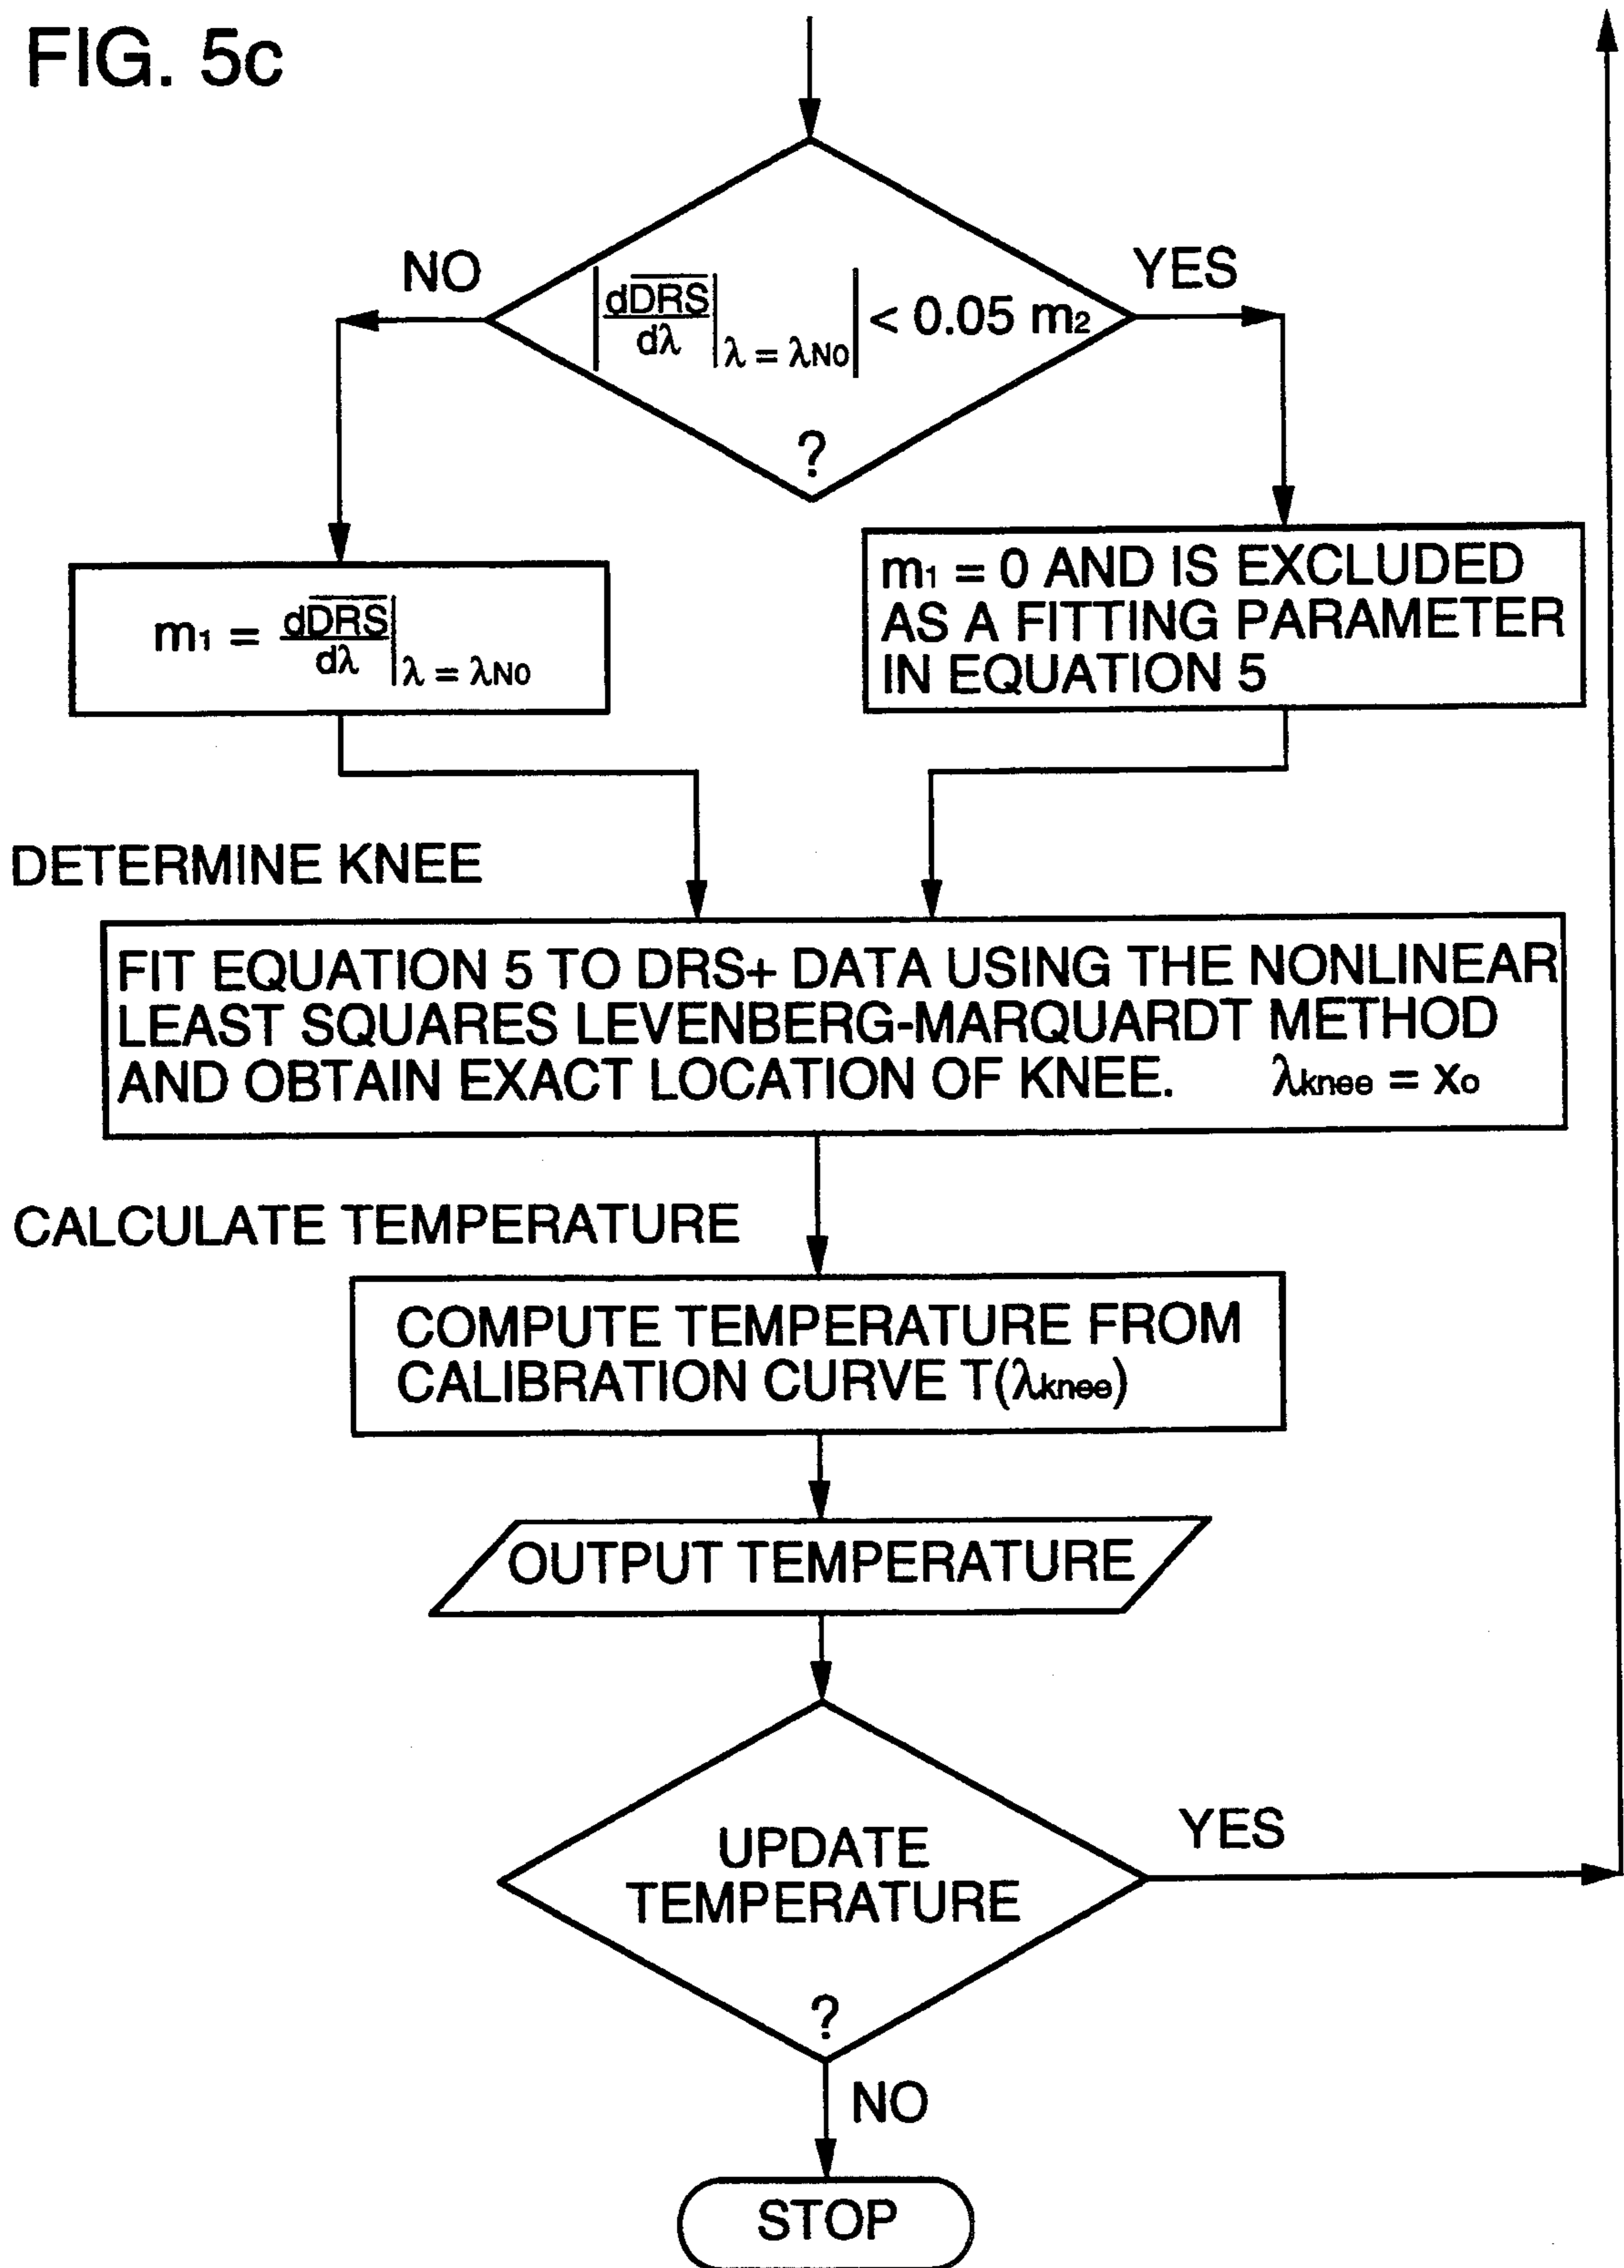 FIG. 5c
NO
YES
| dD̅R̅S̅/dλ |λ = λN0 | < 0.05 m₂
?
m₁ = dD̅R̅S̅/dλ |λ = λN0
m₁ = 0 AND IS EXCLUDED
AS A FITTING PARAMETER
IN EQUATION 5
DETERMINE KNEE
FIT EQUATION 5 TO DRS+ DATA USING THE NONLINEAR
LEAST SQUARES LEVENBERG-MARQUARDT METHOD
AND OBTAIN EXACT LOCATION OF KNEE. λknee = xo
CALCULATE TEMPERATURE
COMPUTE TEMPERATURE FROM
CALIBRATION CURVE T(λknee)
OUTPUT TEMPERATURE
UPDATE
TEMPERATURE
?
YES
NO
STOP